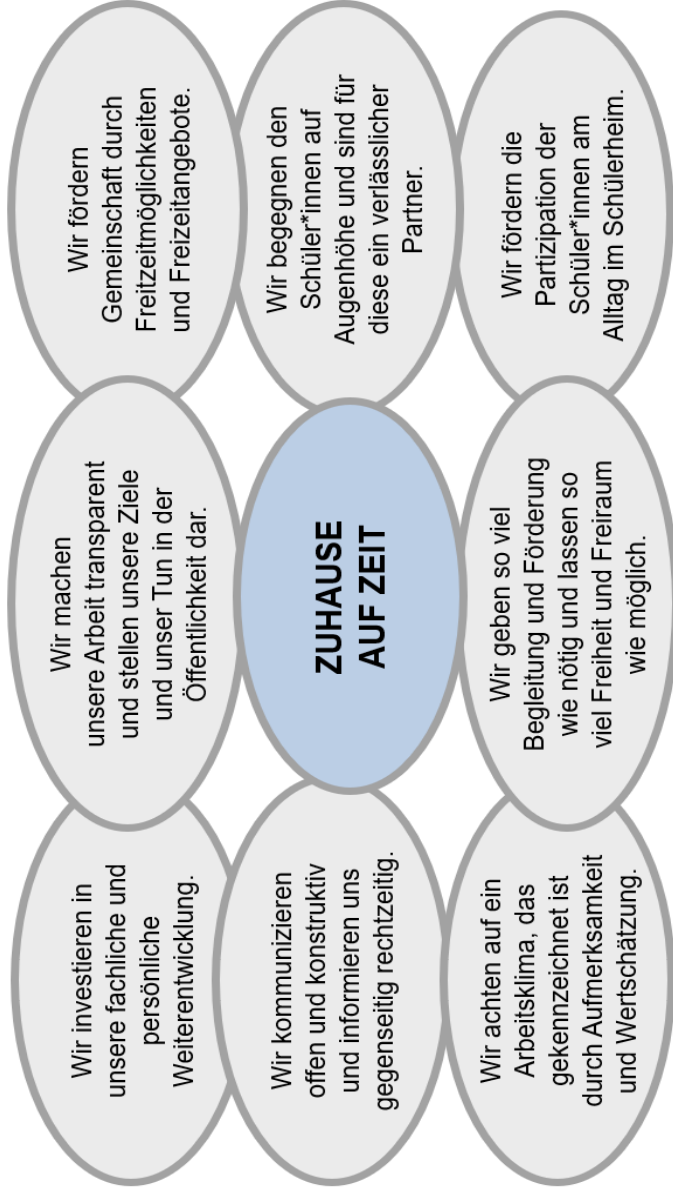 Wir investieren in
unsere fachliche und
persönliche
Weiterentwicklung.
Wir machen
unsere Arbeit transparent
und stellen unsere Ziele
und unser Tun in der
Öffentlichkeit dar.
Wir fördern
Gemeinschaft durch
Freitzeitmöglichkeiten
und Freizeitangebote.
Wir kommunizieren
offen und konstruktiv
und informieren uns
gegenseitig rechtzeitig.
ZUHAUSE
AUF ZEIT
Wir begegnen den
Schüler*innen auf
Augenhöhe und sind für
diese ein verlässlicher
Partner.
Wir achten auf ein
Arbeitsklima, das
gekennzeichnet ist
durch Aufmerksamkeit
und Wertschätzung.
Wir geben so viel
Begleitung und Förderung
wie nötig und lassen so
viel Freiheit und Freiraum
wie möglich.
Wir fördern die
Partizipation der
Schüler*innen am
Alltag im Schülerheim.